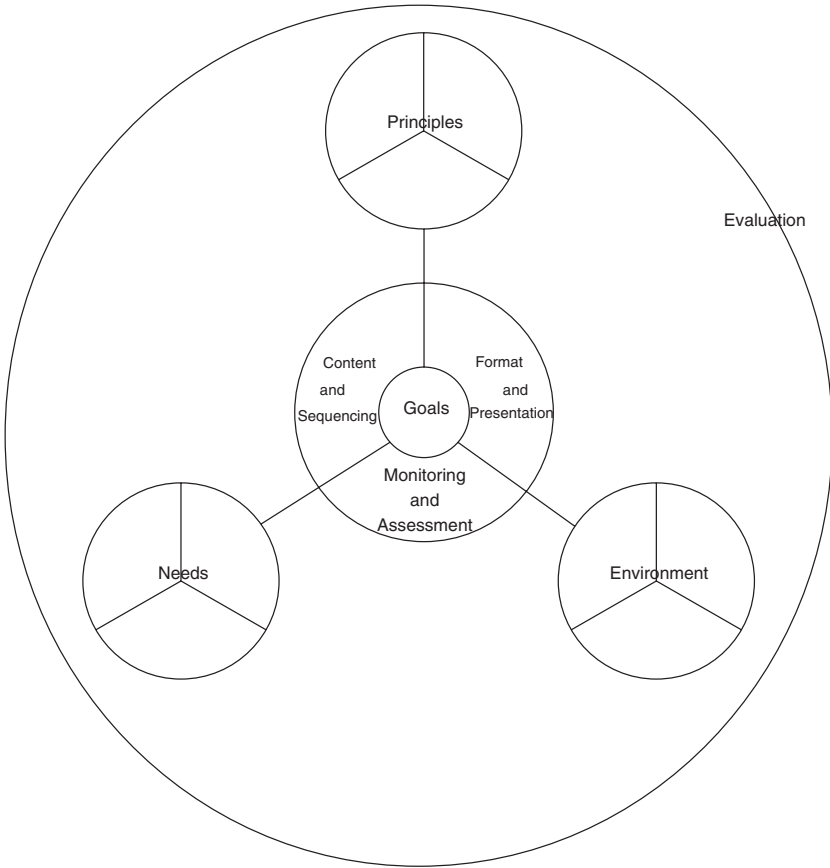 Principles
Evaluation
Content
and
Sequencing
Format
and
Presentation
Goals
Monitoring
and
Assessment
Needs
Environment